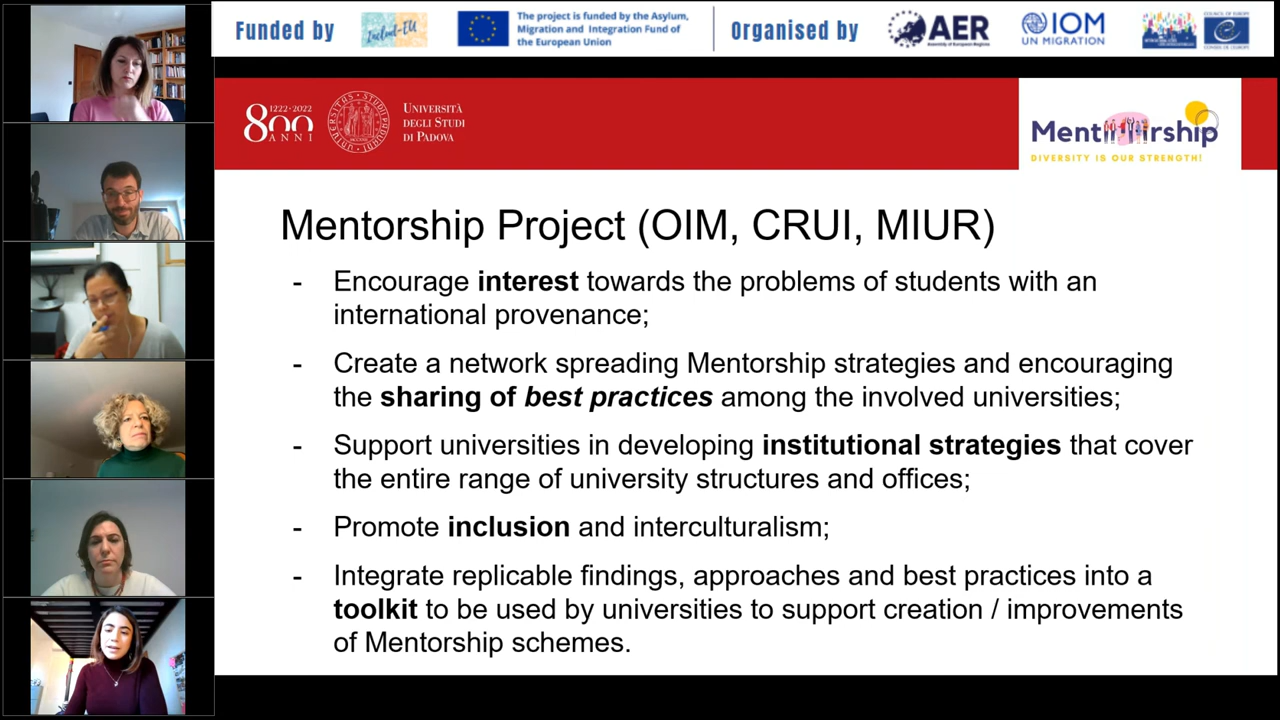 Funded by
Includ-EU
The project is funded by the Asylum,
Migration and Integration Fund of
the European Union
Organised by
AER
Assembly of European Regions
IOM
UN MIGRATION
COUNCIL OF EUROPE
CONSEIL DE L'EUROPE
1222·2022
800
ANNI
UNIVERSITÀ
DEGLI STUDI
DI PADOVA
Mentorship
DIVERSITY IS OUR STRENGTH!
Mentorship Project (OIM, CRUI, MIUR)
- Encourage interest towards the problems of students with an
international provenance;
- Create a network spreading Mentorship strategies and encouraging
the sharing of best practices among the involved universities;
- Support universities in developing institutional strategies that cover
the entire range of university structures and offices;
- Promote inclusion and interculturalism;
- Integrate replicable findings, approaches and best practices into a
toolkit to be used by universities to support creation / improvements
of Mentorship schemes.